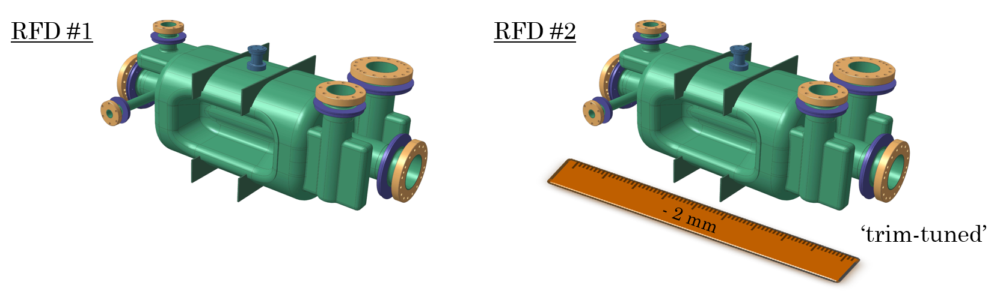 RFD #1
RFD #2
- 2 mm
‘trim-tuned’